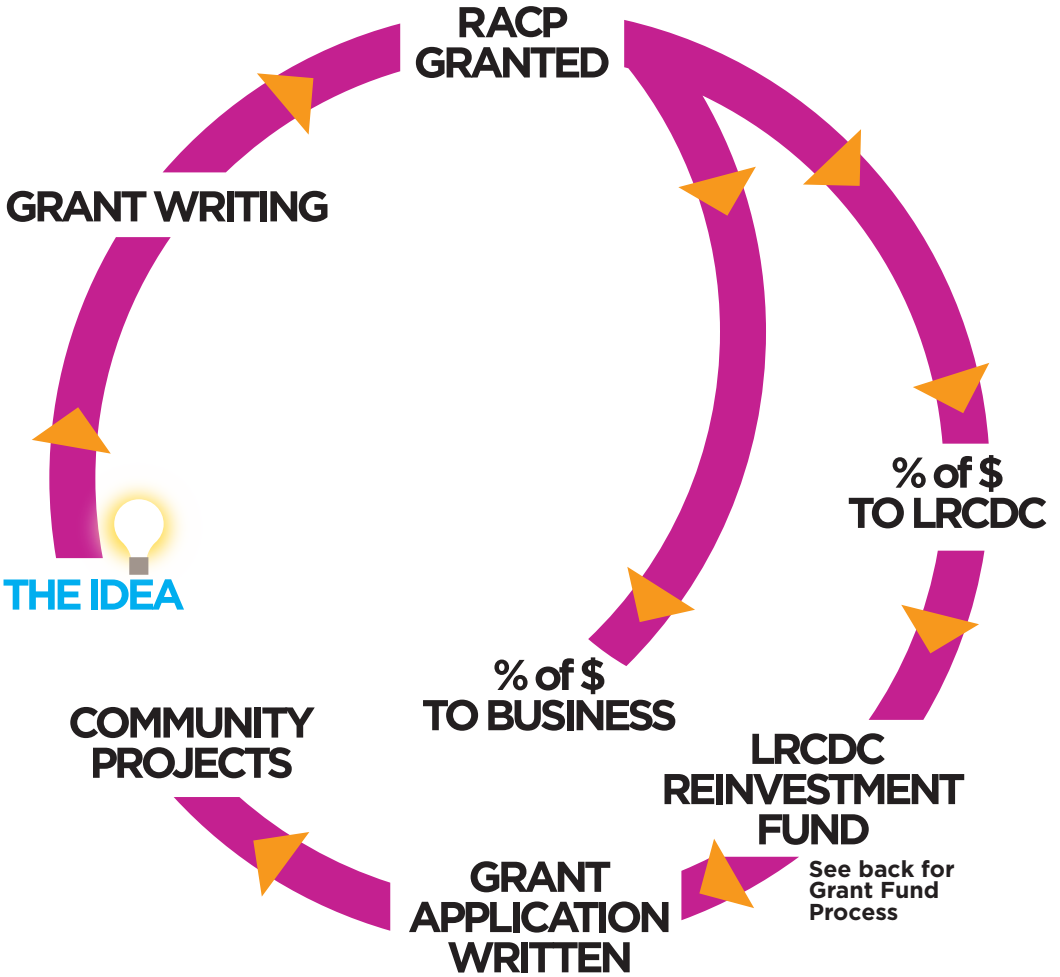 RACP
GRANTED
GRANT WRITING
THE IDEA
% of $
TO LRCDC
% of $
TO BUSINESS
LRCDC
REINVESTMENT
FUND
See back for
Grant Fund
Process
GRANT
APPLICATION
WRITTEN
COMMUNITY
PROJECTS